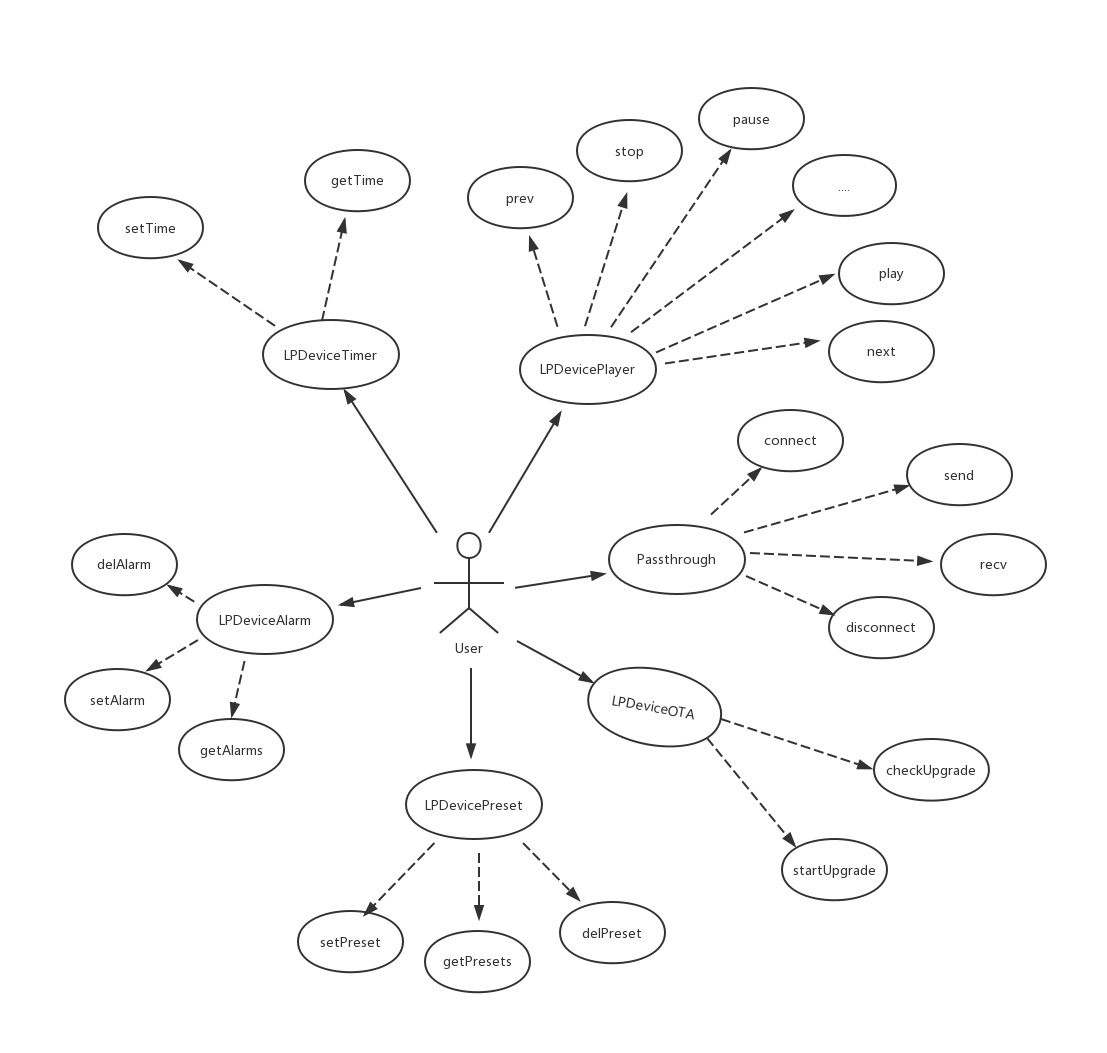 pause
stop
getTime
....
prev
setTime
play
next
LPDeviceTimer
LPDevicePlayer
connect
send
Passthrough
delAlarm
recv
LPDeviceAlarm
disconnect
User
setAlarm
LPDeviceOTA
getAlarms
checkUpgrade
LPDevicePreset
startUpgrade
setPreset
delPreset
getPresets